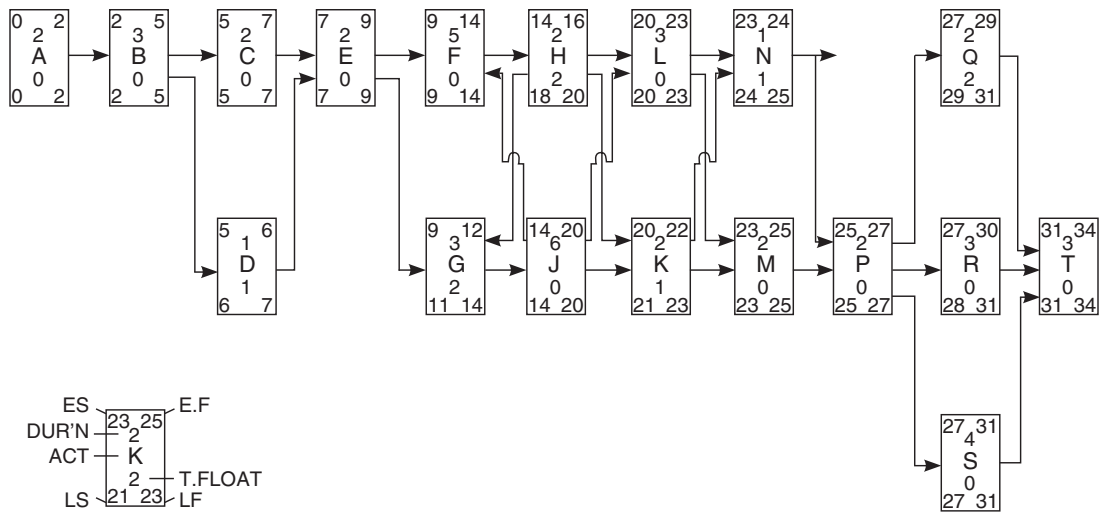 0 2
2
A
0
0 2
2 5
3
B
0
2 5
5 7
2
C
0
5 7
7 9
2
E
0
7 9
9 14
5
F
0
9 14
14 16
2
H
2
18 20
20 23
3
L
0
20 23
23 24
1
N
1
24 25
27 29
2
Q
2
29 31
5 6
1
D
1
6 7
9 12
3
G
2
11 14
14 20
6
J
0
14 20
20 22
2
K
1
21 23
23 25
2
M
0
23 25
25 27
2
P
0
25 27
27 30
3
R
0
28 31
31 34
3
T
0
31 34
27 31
4
S
0
27 31
ES
E.F
23 25
DUR'N
2
ACT
K
2
T.FLOAT
LS
21 23
LF